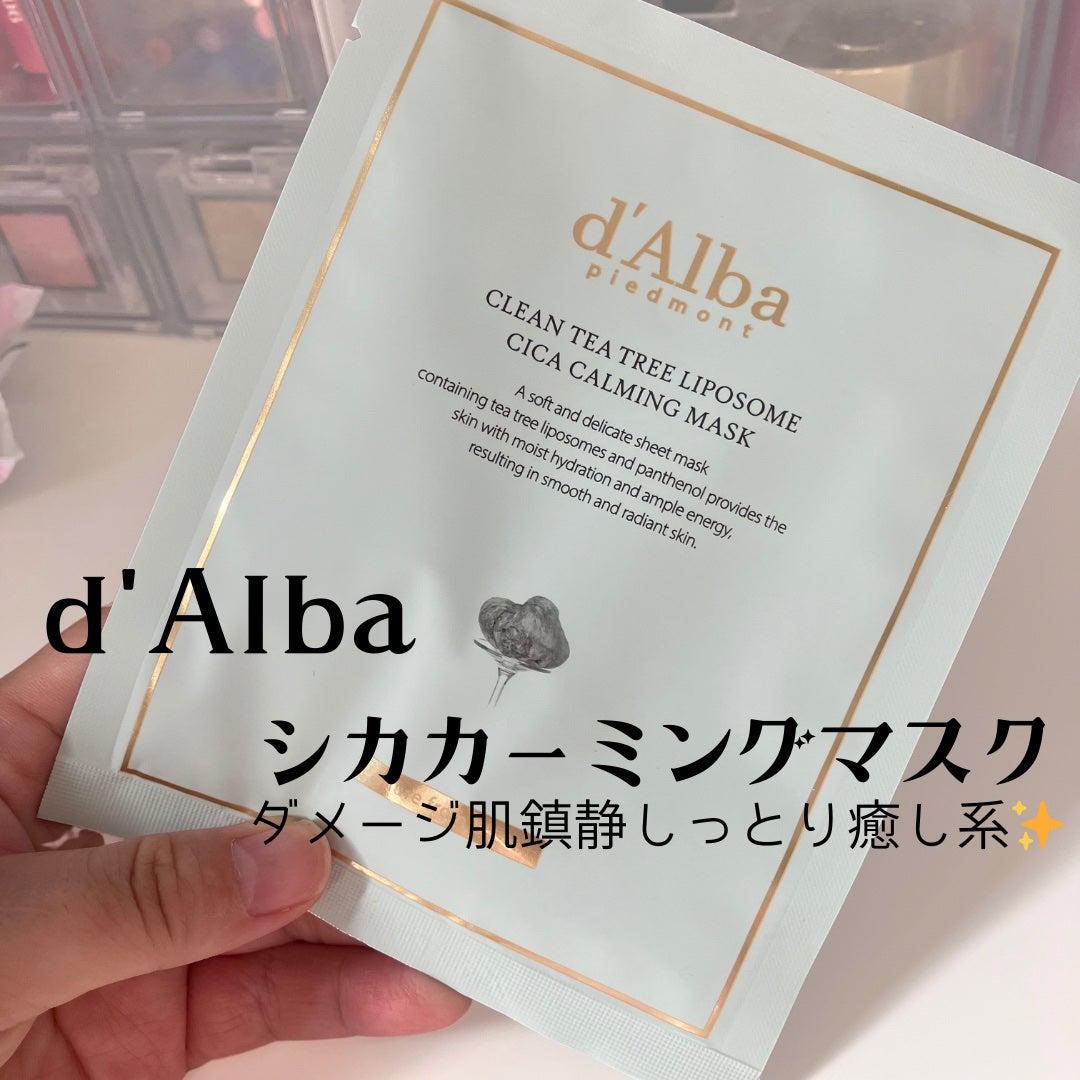 d'Alba
piedmont
CLEAN TEA TREE LIPOSOME
CICA CALMING MASK
A soft and delicate sheet mask
containing tea tree liposomes and panthenol provides the
skin with moist hydration and ample energy,
resulting in smooth and radiant skin.
d'Alba
シカカーミングマスク
ダメージ肌鎮静しっとり癒し系✨